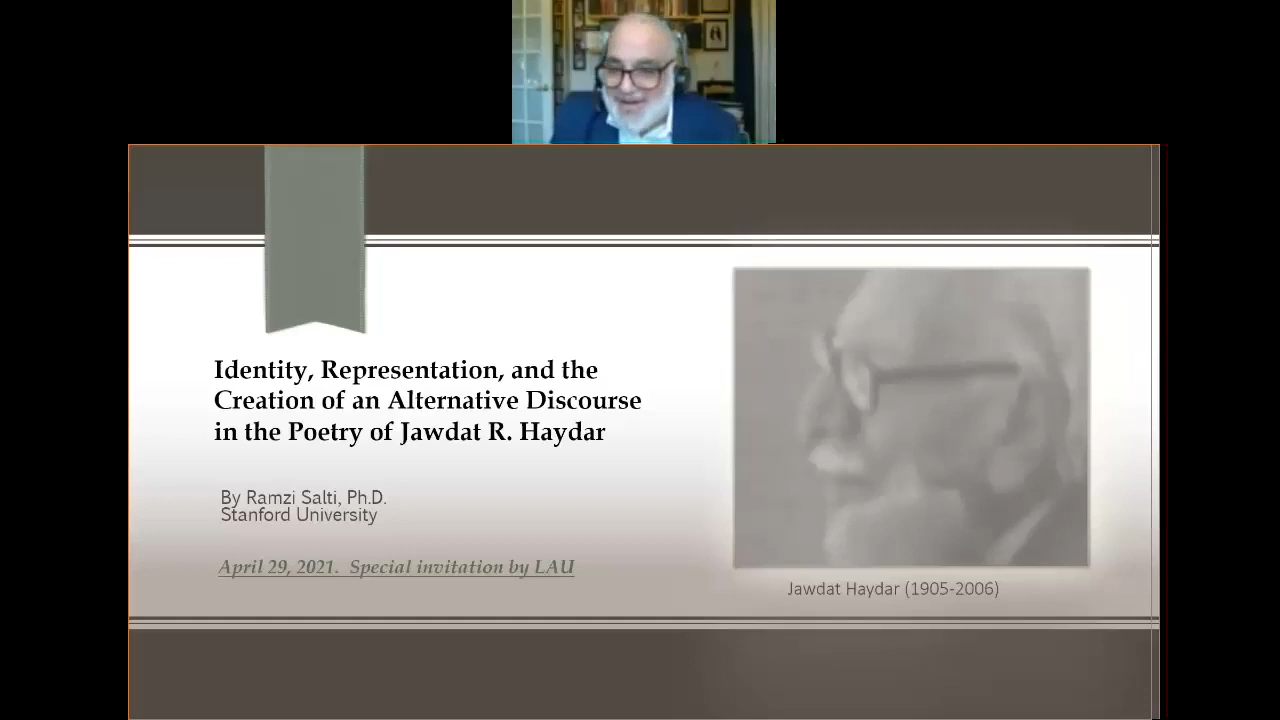 Identity, Representation, and the
Creation of an Alternative Discourse
in the Poetry of Jawdat R. Haydar
By Ramzi Salti, Ph.D.
Stanford University
April 29, 2021. Special invitation by LAU
Jawdat Haydar (1905-2006)